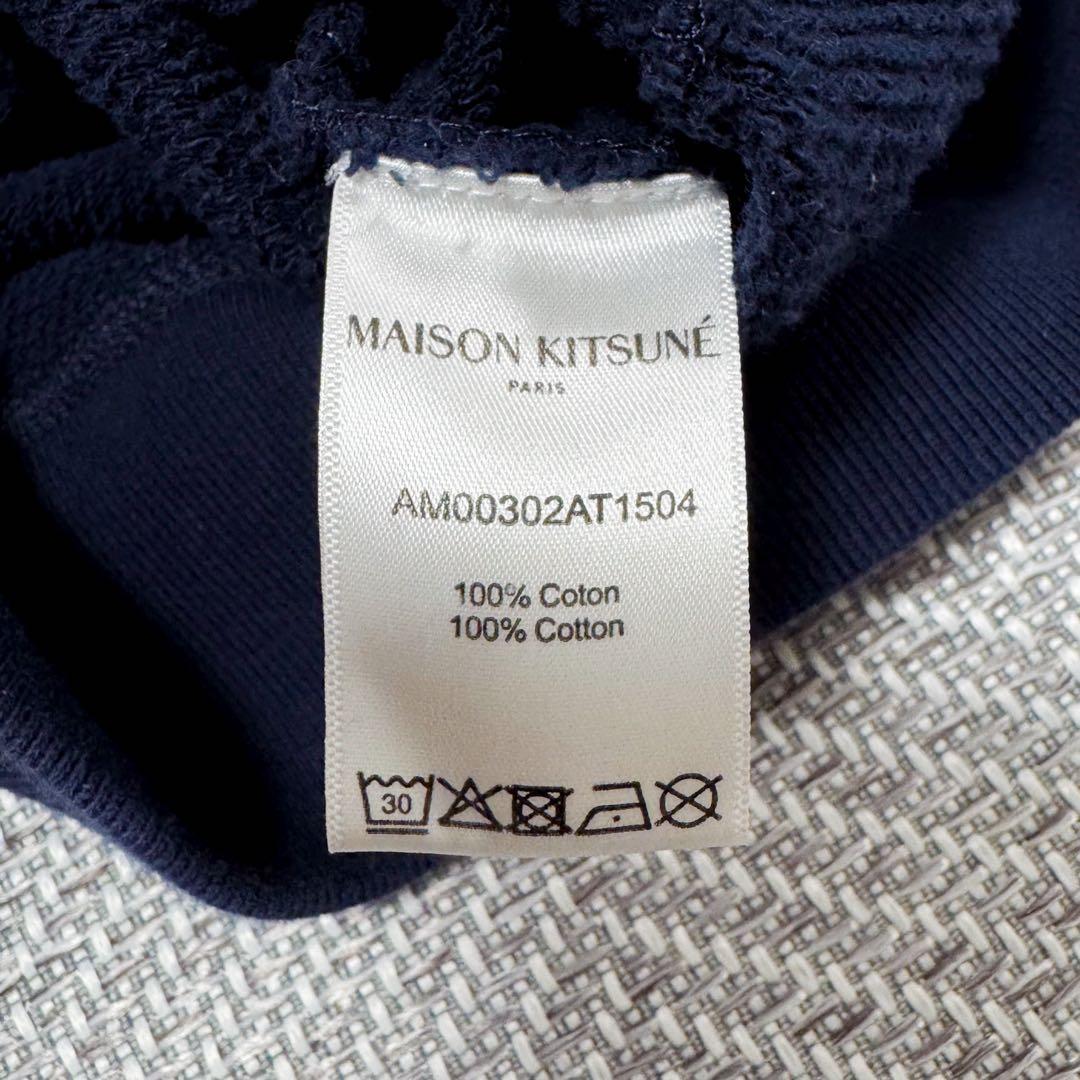 MAISON KITSUNÉ
PARIS
AM00302AT1504
100% Coton
100% Cotton
30